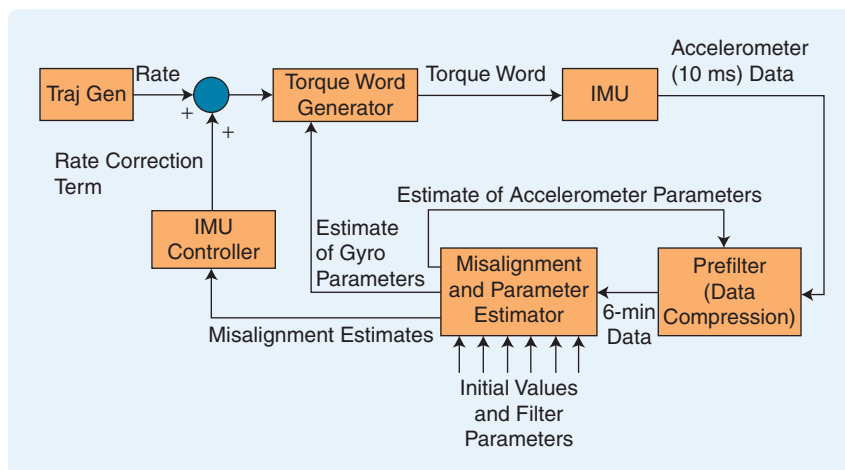 Accelerometer
(10 ms) Data
Rate
Torque Word
Traj Gen
Torque Word
Generator
IMU
+
+
Rate Correction
Term
Estimate of Accelerometer Parameters
IMU
Controller
Estimate
of Gyro
Parameters
Misalignment
and Parameter
Estimator
Prefilter
(Data
Compression)
6-min
Data
Misalignment Estimates
Initial Values
and Filter
Parameters